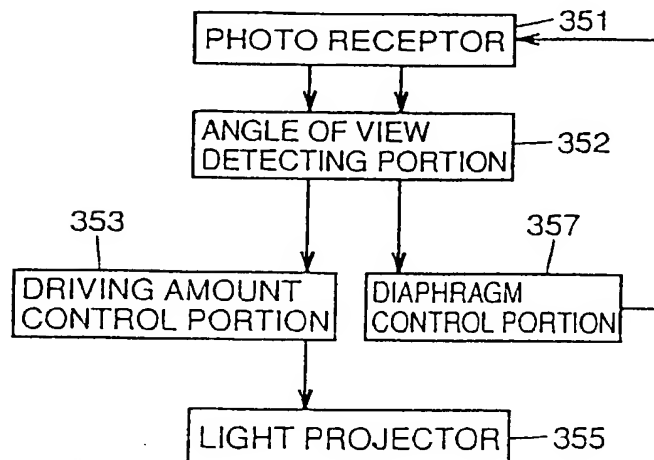 PHOTO RECEPTOR
351
ANGLE OF VIEW
DETECTING PORTION
352
353
DRIVING AMOUNT
CONTROL PORTION
357
DIAPHRAGM
CONTROL PORTION
LIGHT PROJECTOR
355